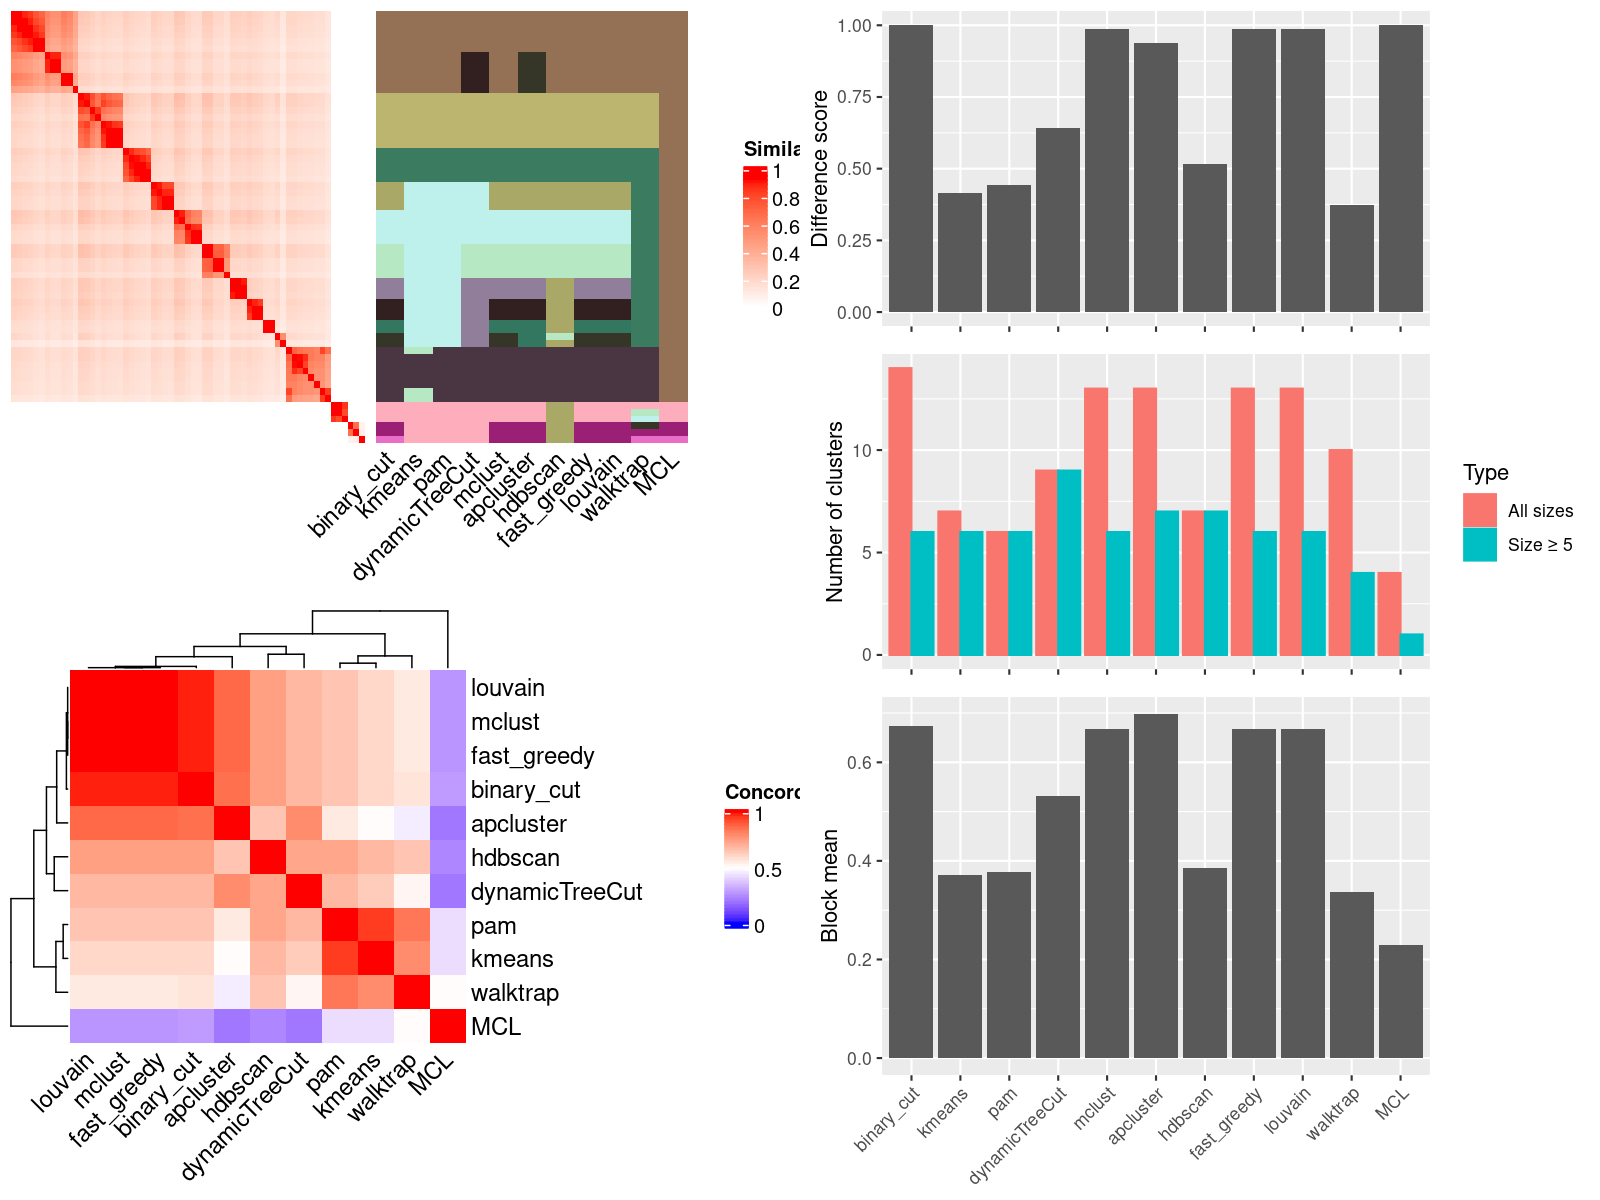 Simila
1
0.8
0.6
0.4
0.2
0
binary_cut
kmeans
pam
dynamicTreeCut
mclust
apcluster
hdbscan
fast_greedy
louvain
walktrap
MCL
louvain
mclust
fast_greedy
binary_cut
apcluster
hdbscan
dynamicTreeCut
pam
kmeans
walktrap
MCL
louvain
mclust
fast_greedy
binary_cut
apcluster
hdbscan
dynamicTreeCut
pam
kmeans
walktrap
MCL
Concord
1
0.5
0
Difference score
1.00
0.75
0.50
0.25
0.00
Number of clusters
10
5
0
Type
All sizes
Size ≥ 5
Block mean
0.6
0.4
0.2
0.0
binary_cut
kmeans
pam
dynamicTreeCut
mclust
apcluster
hdbscan
fast_greedy
louvain
walktrap
MCL